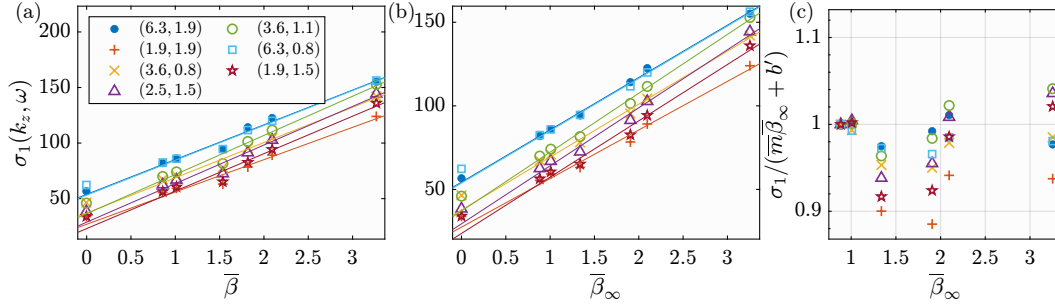 (a)
σ₁(k_z, ω)
200
150
100
50
0
(6.3, 1.9)
(1.9, 1.9)
(3.6, 0.8)
(2.5, 1.5)
(3.6, 1.1)
(6.3, 0.8)
(1.9, 1.5)
0 0.5 1 1.5 2 2.5 3
β̅
(b)
150
100
50
0 0.5 1 1.5 2 2.5 3
β̅_∞
(c)
σ₁/(m̅β̅_∞ + b′)
1.1
1
0.9
1 1.5 2 2.5 3
β̅_∞